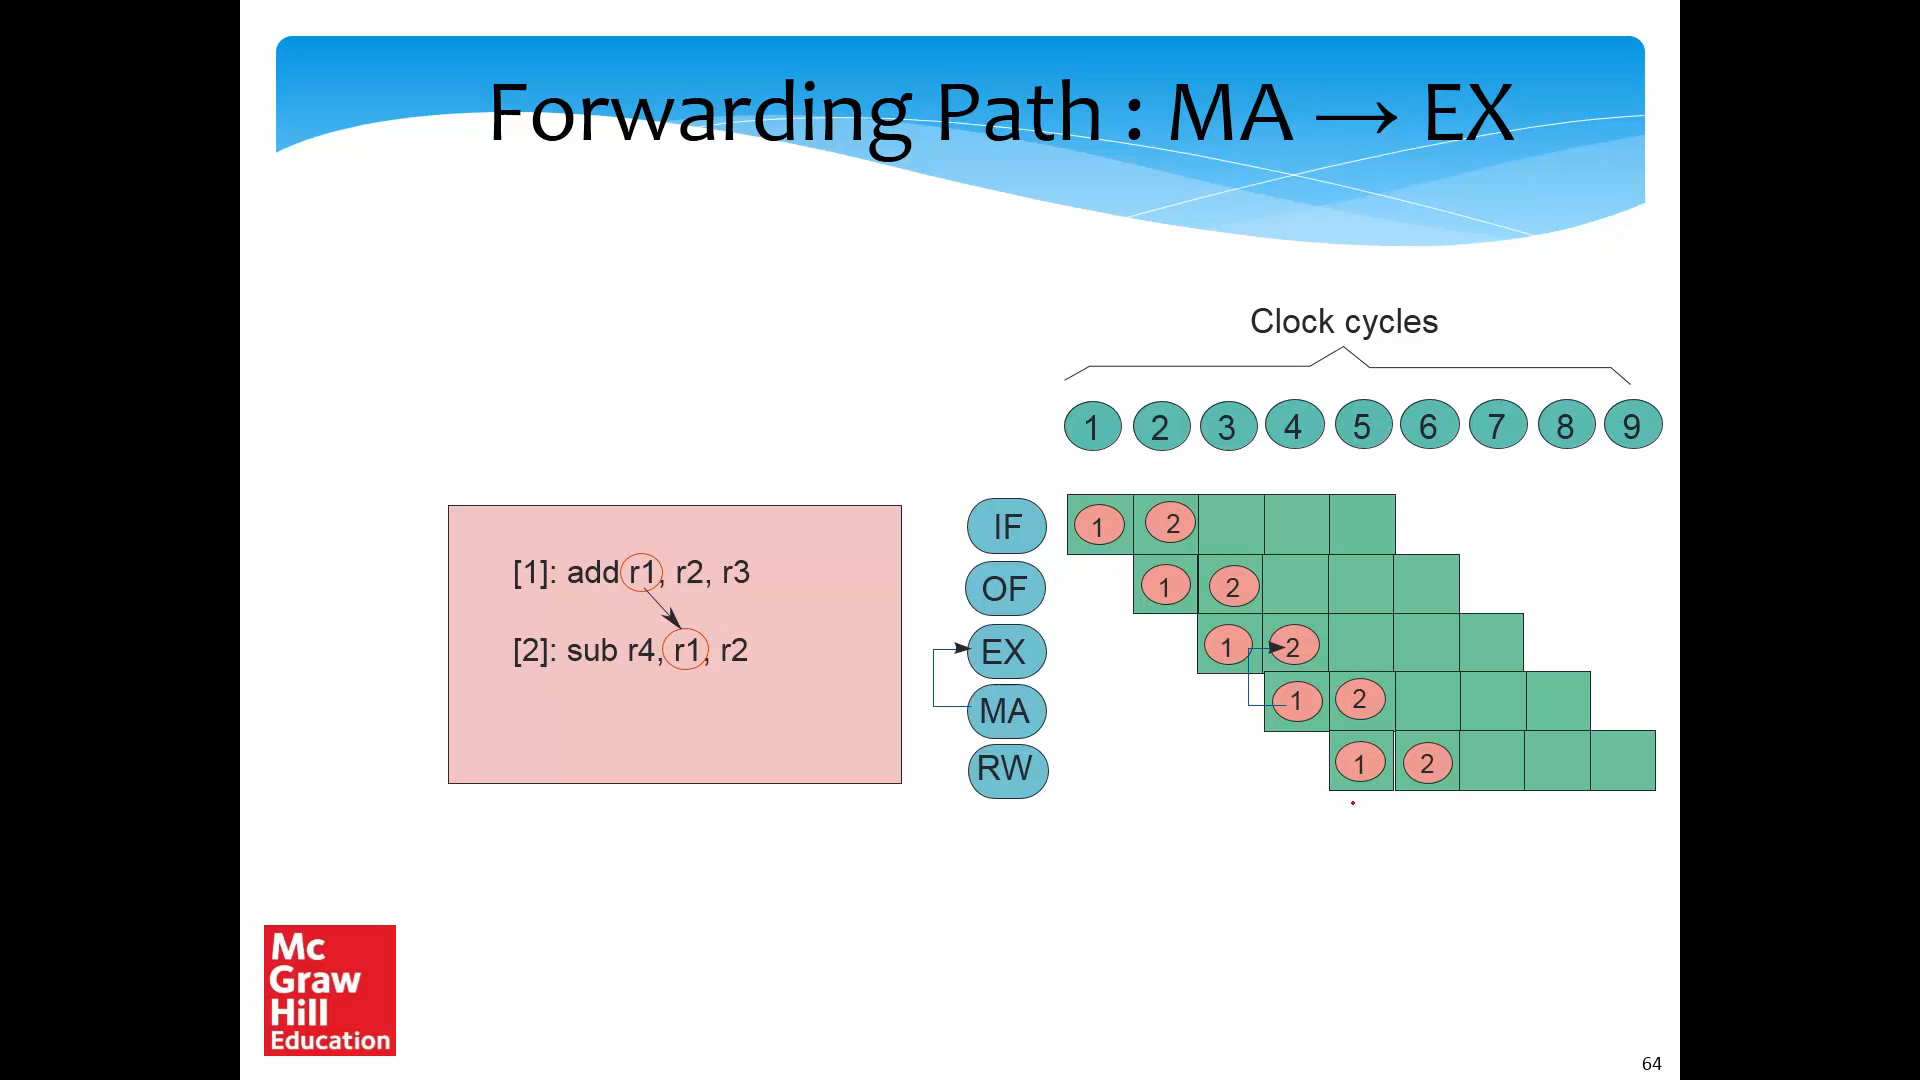 Forwarding Path : MA → EX
Clock cycles
1 2 3 4 5 6 7 8 9
[1]: add r1, r2, r3
[2]: sub r4, r1, r2
IF 1 2
OF 1 2
EX 1 2
MA 1 2
RW 1 2
Mc
Graw
Hill
Education
64